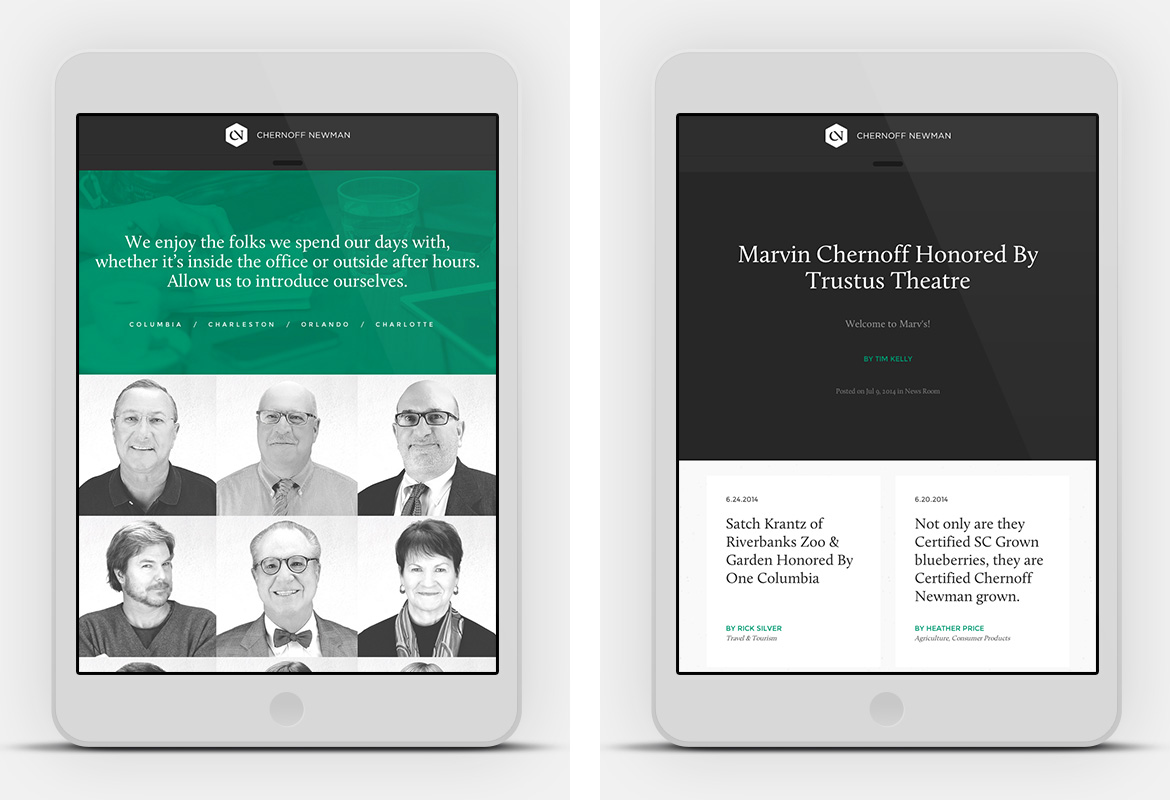 CN CHERNOFF NEWMAN
We enjoy the folks we spend our days with,
whether it’s inside the office or outside after hours.
Allow us to introduce ourselves.
COLUMBIA / CHARLESTON / ORLANDO / CHARLOTTE
CN CHERNOFF NEWMAN
Marvin Chernoff Honored By
Trustus Theatre
Welcome to Marv's!
BY TIM KELLY
Posted on Jul 9, 2014 in News Room
6.24.2014
Satch Krantz of
Riverbanks Zoo &
Garden Honored By
One Columbia
BY RICK SILVER
Travel & Tourism
6.20.2014
Not only are they
Certified SC Grown
blueberries, they are
Certified Chernoff
Newman grown.
BY HEATHER PRICE
Agriculture, Consumer Products